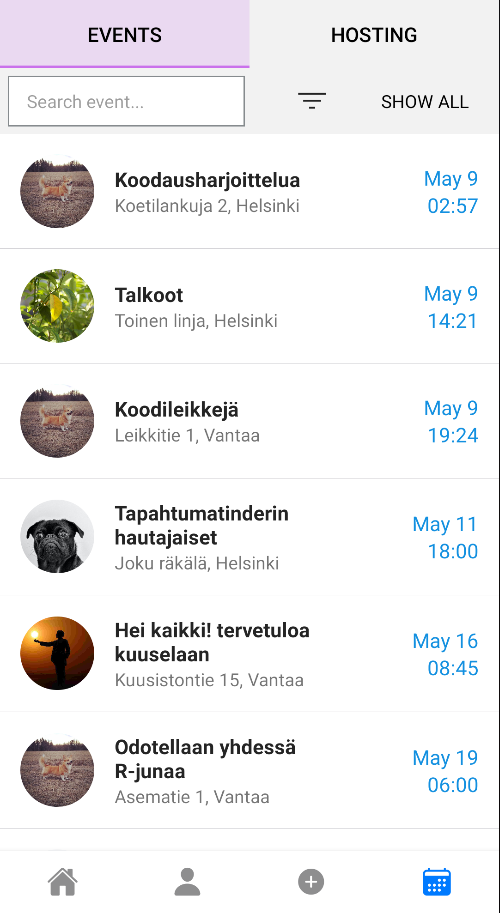 EVENTS
HOSTING
Search event...
SHOW ALL
Koodausharjoittelua
Koetilankuja 2, Helsinki
May 9
02:57
Talkoot
Toinen linja, Helsinki
May 9
14:21
Koodileikkejä
Leikkitie 1, Vantaa
May 9
19:24
Tapahtumatinderin
hautajaiset
Joku räkälä, Helsinki
May 11
18:00
Hei kaikki! tervetuloa
kuuselaan
Kuusistontie 15, Vantaa
May 16
08:45
Odotellaan yhdessä
R-junaa
Asematie 1, Vantaa
May 19
06:00